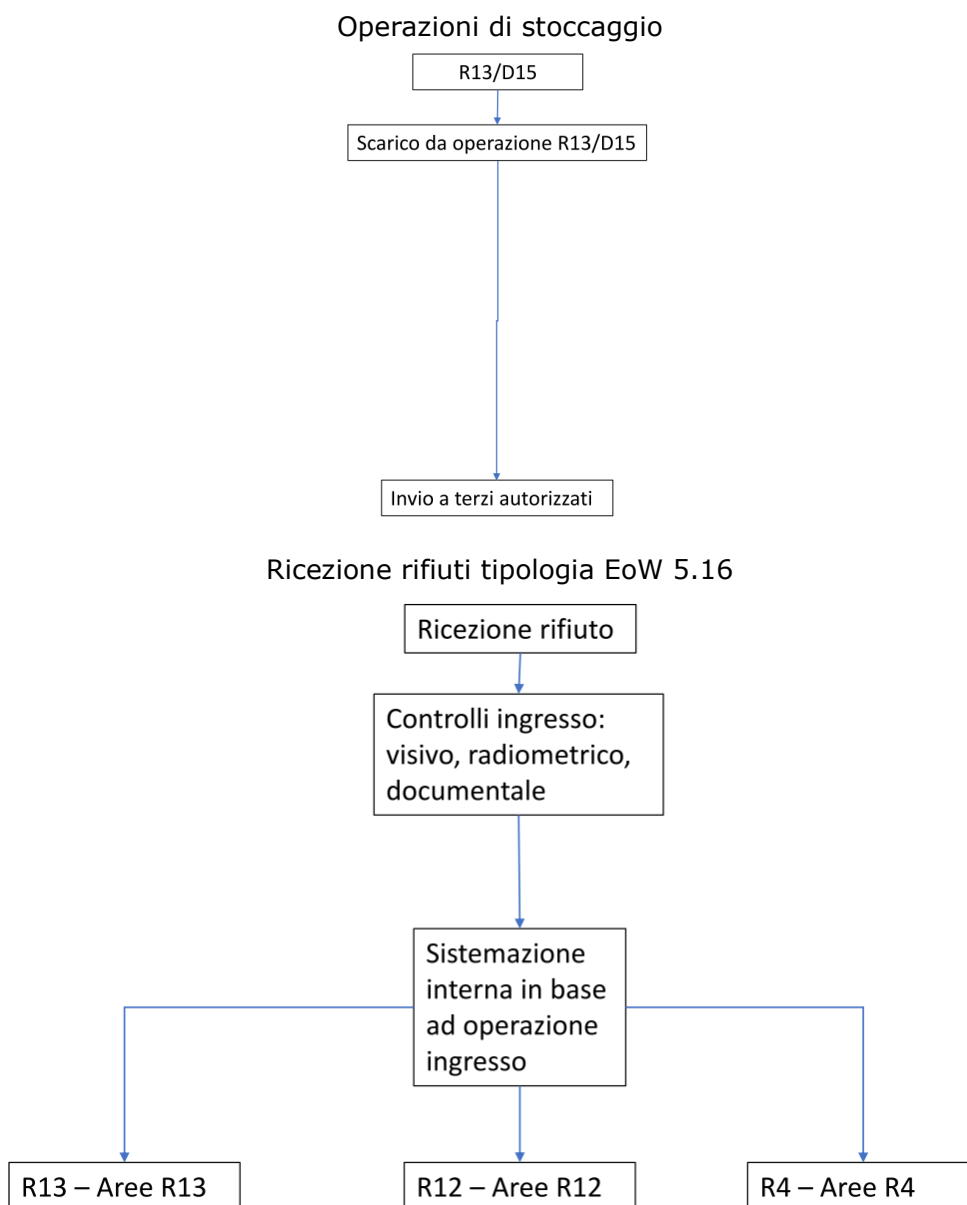 Operazioni di stoccaggio
R13/D15
Scarico da operazione R13/D15
Invio a terzi autorizzati
Ricezione rifiuti tipologia EoW 5.16
Ricezione rifiuto
Controlli ingresso:
visivo, radiometrico,
documentale
Sistemazione
interna in base
ad operazione
ingresso
R13 – Aree R13
R12 – Aree R12
R4 – Aree R4